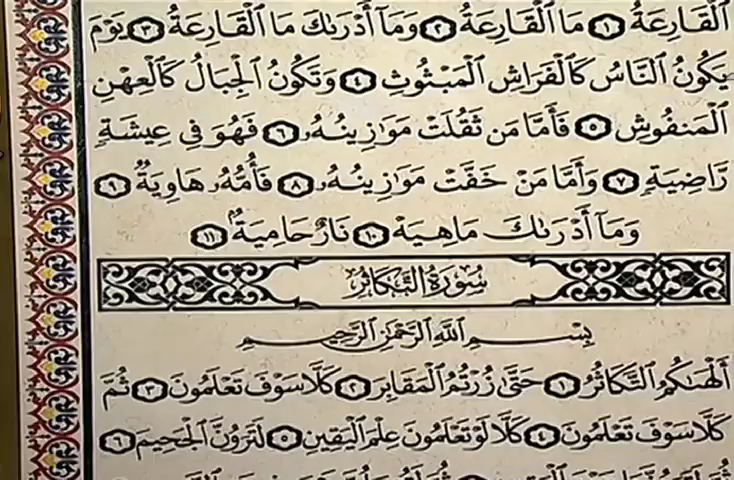 ٱلْقَارِعَةُ ١ مَا ٱلْقَارِعَةُ ٢ وَمَآ أَدْرَىٰكَ مَا ٱلْقَارِعَةُ ٣ يَوْمَ
يَكُونُ ٱلنَّاسُ كَٱلْفَرَاشِ ٱلْمَبْثُوثِ ٤ وَتَكُونُ ٱلْجِبَالُ كَٱلْعِهْنِ
ٱلْمَنفُوشِ ٥ فَأَمَّا مَن ثَقُلَتْ مَوَٰزِينُهُۥ ٦ فَهُوَ فِى عِيشَةٍ
رَّاضِيَةٍ ٧ وَأَمَّا مَنْ خَفَّتْ مَوَٰزِينُهُۥ ٨ فَأُمُّهُۥ هَاوِيَةٌ ٩
وَمَآ أَدْرَىٰكَ مَا هِيَهْ ١٠ نَارٌ حَامِيَةٌۢ ١١
سُورَةُ التَّكَاثُرِ
بِسْمِ ٱللَّهِ ٱلرَّحْمَٰنِ ٱلرَّحِيمِ
أَلْهَىٰكُمُ ٱلتَّكَاثُرُ ١ حَتَّىٰ زُرْتُمُ ٱلْمَقَابِرَ ٢ كَلَّا سَوْفَ تَعْلَمُونَ ٣ ثُمَّ
كَلَّا سَوْفَ تَعْلَمُونَ ٤ كَلَّا لَوْ تَعْلَمُونَ عِلْمَ ٱلْيَقِينِ ٥ لَتَرَوُنَّ ٱلْجَحِيمَ ٦